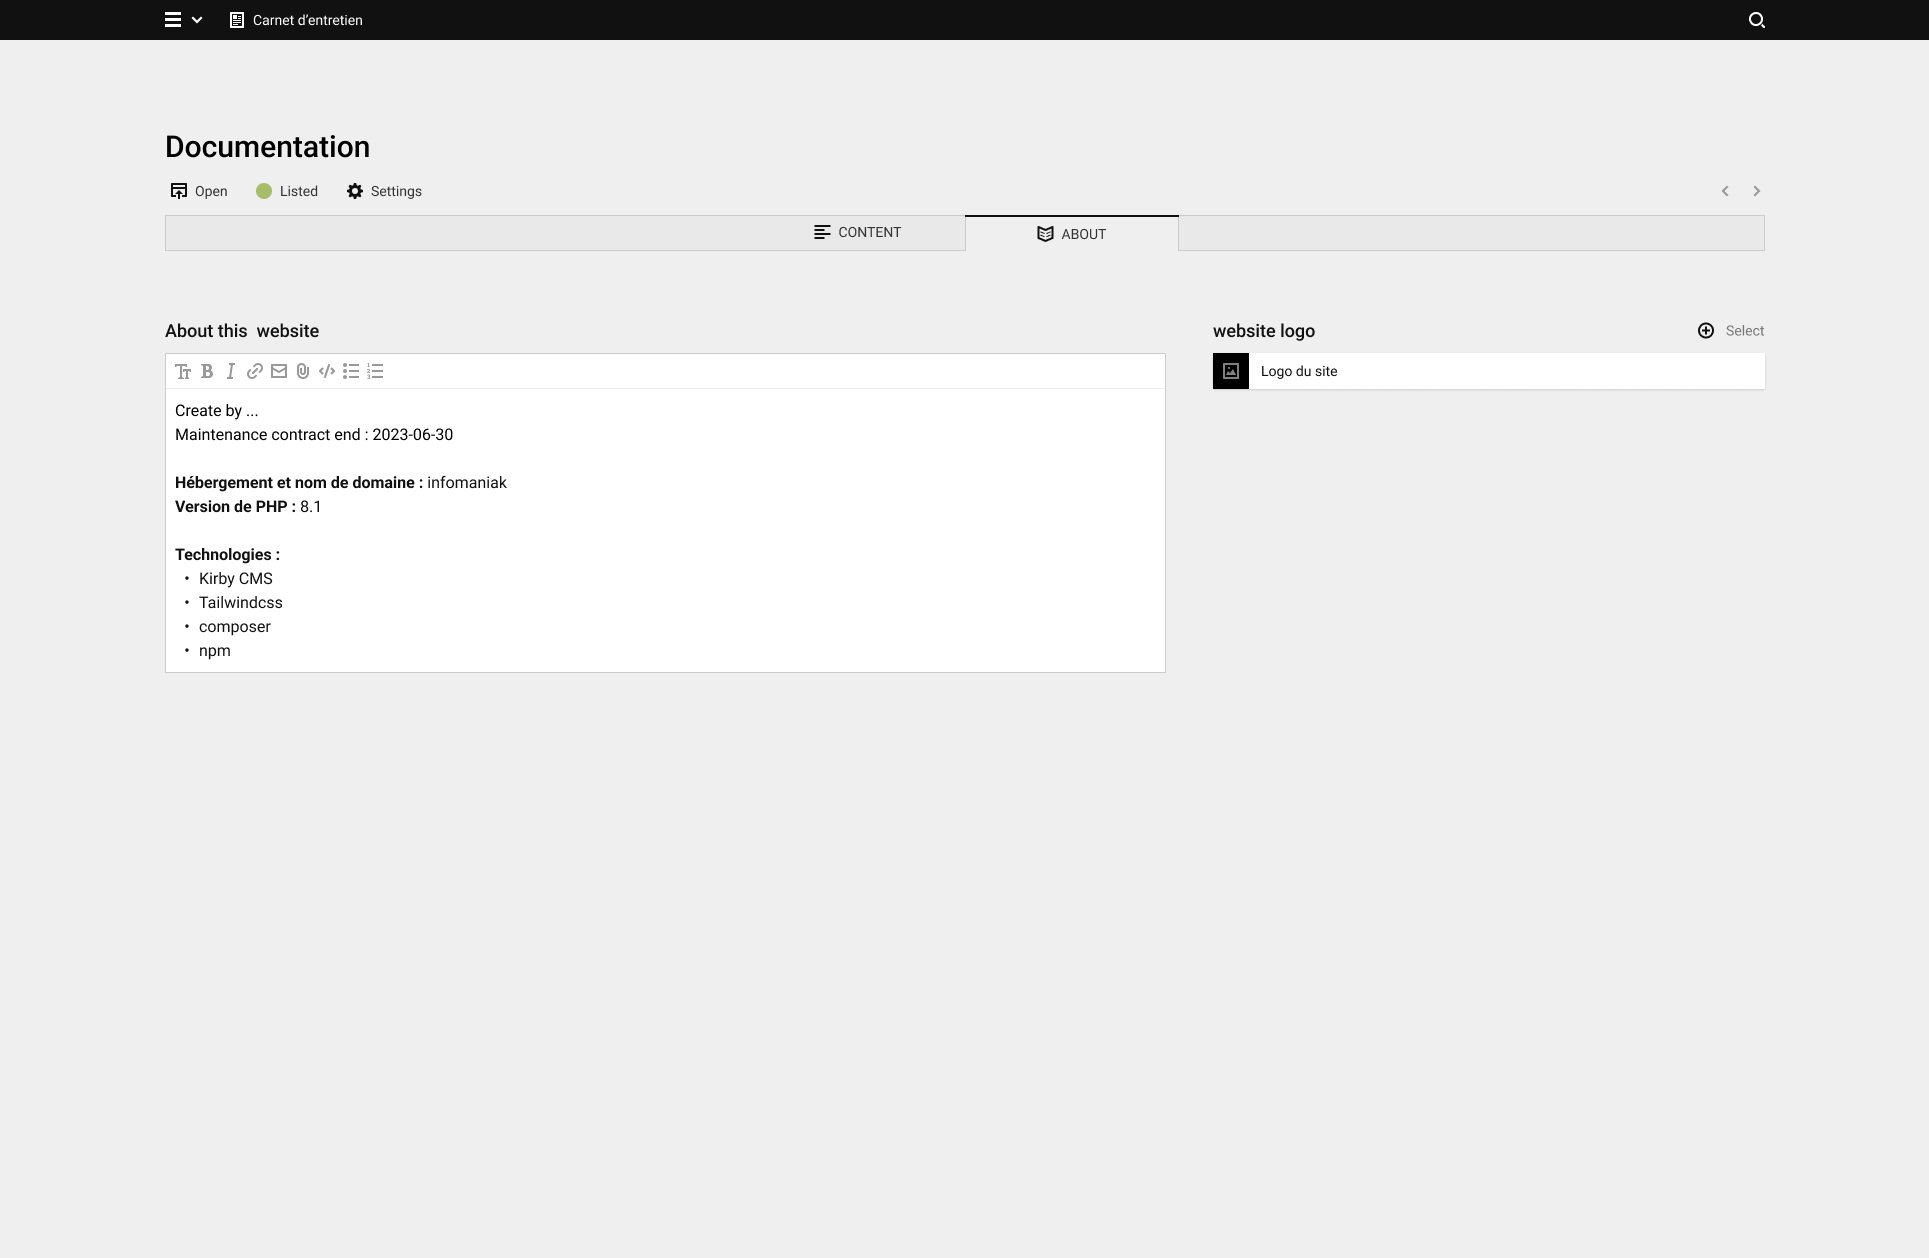 Carnet d’entretien
Documentation
Open
Listed
Settings
CONTENT
ABOUT
About this  website
Create by ...
Maintenance contract end : 2023-06-30
Hébergement et nom de domaine : infomaniak
Version de PHP : 8.1
Technologies :
• Kirby CMS
• Tailwindcss
• composer
• npm
website logo
Select
Logo du site